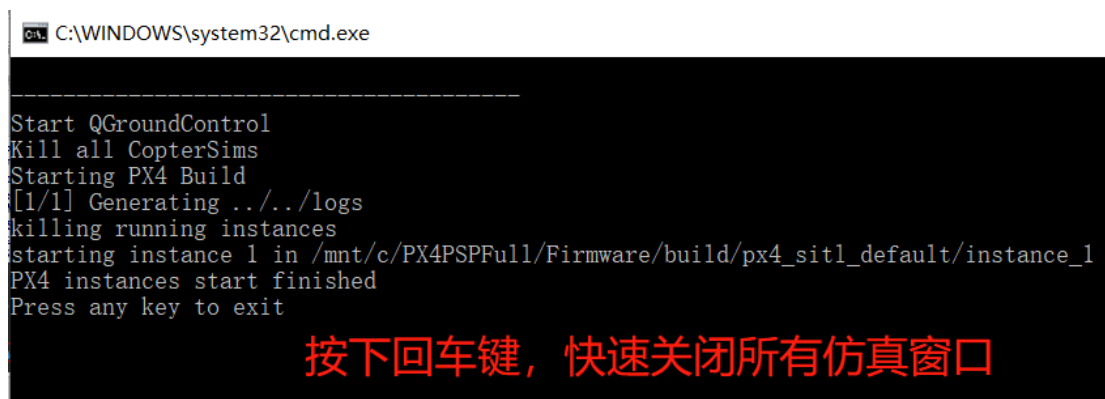 C:\WINDOWS\system32\cmd.exe
---------------------------------------
Start QGroundControl
Kill all CopterSims
Starting PX4 Build
[1/1] Generating ../../logs
killing running instances
starting instance 1 in /mnt/c/PX4PSPFull/Firmware/build/px4_sitl_default/instance_1
PX4 instances start finished
Press any key to exit
按下回车键，快速关闭所有仿真窗口